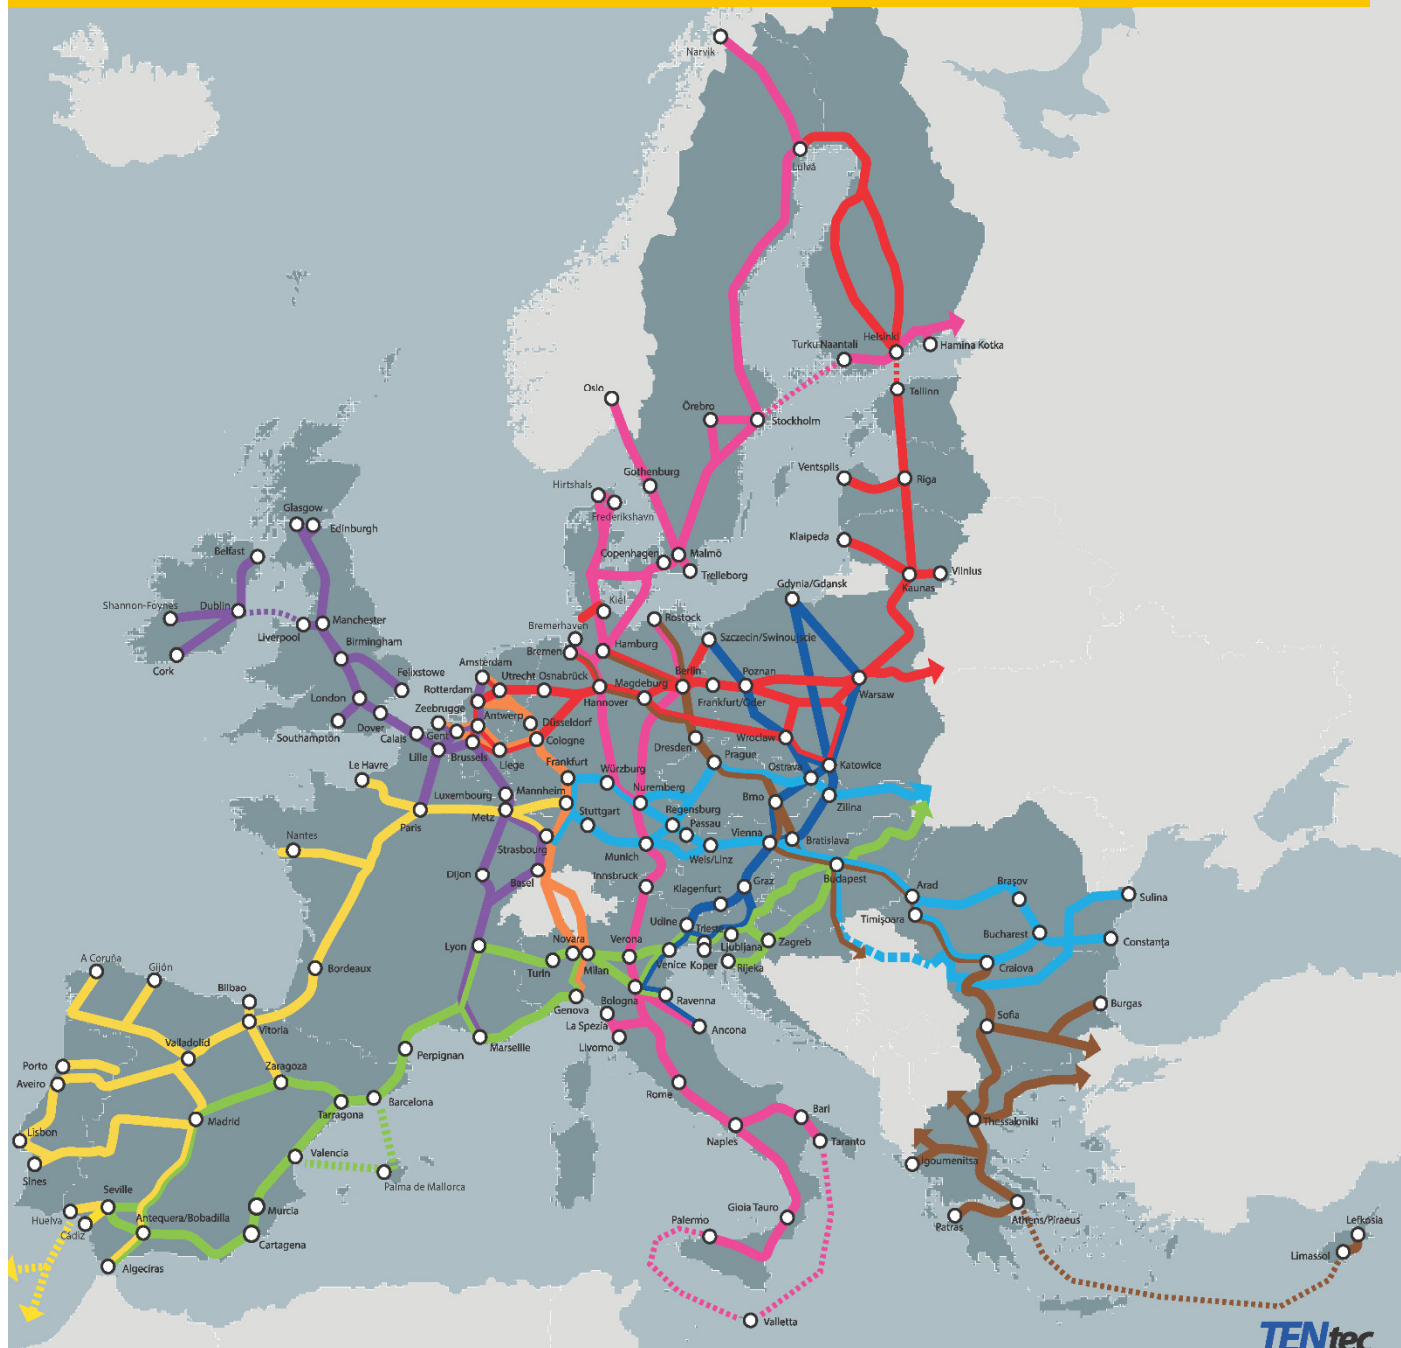 Narvik
Luleå
Helsinki
Turku-Naantali
Hamina Kotka
Tallinn
Oslo
Örebro
Stockholm
Ventspils
Riga
Gothenburg
Hirtshals
Frederikshavn
Glasgow
Edinburgh
Klaipeda
Belfast
Copenhagen
Malmö
Trelleborg
Vilnius
Kaunas
Gdynia/Gdansk
Shannon-Foynes
Dublin
Kiel
Rostock
Liverpool
Manchester
Bremerhaven
Szczecin/Swinoujscie
Birmingham
Bremen
Hamburg
Cork
Amsterdam
Felixstowe
Utrecht
Osnabrück
Magdeburg
Berlin
Poznan
Warsaw
London
Rotterdam
Hannover
Frankfurt/Oder
Zeebrugge
Antwerp
Düsseldorf
Southampton
Dover
Calais
Gent
Cologne
Dresden
Wroclaw
Lille
Brussels
Liege
Prague
Le Havre
Frankfurt
Würzburg
Ostrava
Katowice
Luxembourg
Mannheim
Nuremberg
Brno
Zilina
Paris
Metz
Stuttgart
Regensburg
Passau
Nantes
Strasbourg
Munich
Wels/Linz
Vienna
Bratislava
Dijon
Basel
Innsbruck
Klagenfurt
Graz
Budapest
Arad
Braşov
Sulina
Timişoara
Udine
Trieste
Lyon
Novara
Verona
Ljubljana
Zagreb
Bucharest
Constanţa
A Coruña
Gijón
Bordeaux
Turin
Milan
Venice
Koper
Rijeka
Craiova
Bilbao
Genova
Bologna
Ravenna
Burgas
Vitoria
La Spezia
Ancona
Sofia
Valladolid
Marseille
Livorno
Porto
Zaragoza
Perpignan
Aveiro
Rome
Tarragona
Barcelona
Madrid
Bari
Thessaloniki
Lisbon
Naples
Taranto
Valencia
Igoumenitsa
Sines
Palma de Mallorca
Seville
Huelva
Antequera/Bobadilla
Murcia
Palermo
Gioia Tauro
Patras
Athens/Piraeus
Lefkosia
Cádiz
Cartagena
Limassol
Algeciras
Valletta
TENtec